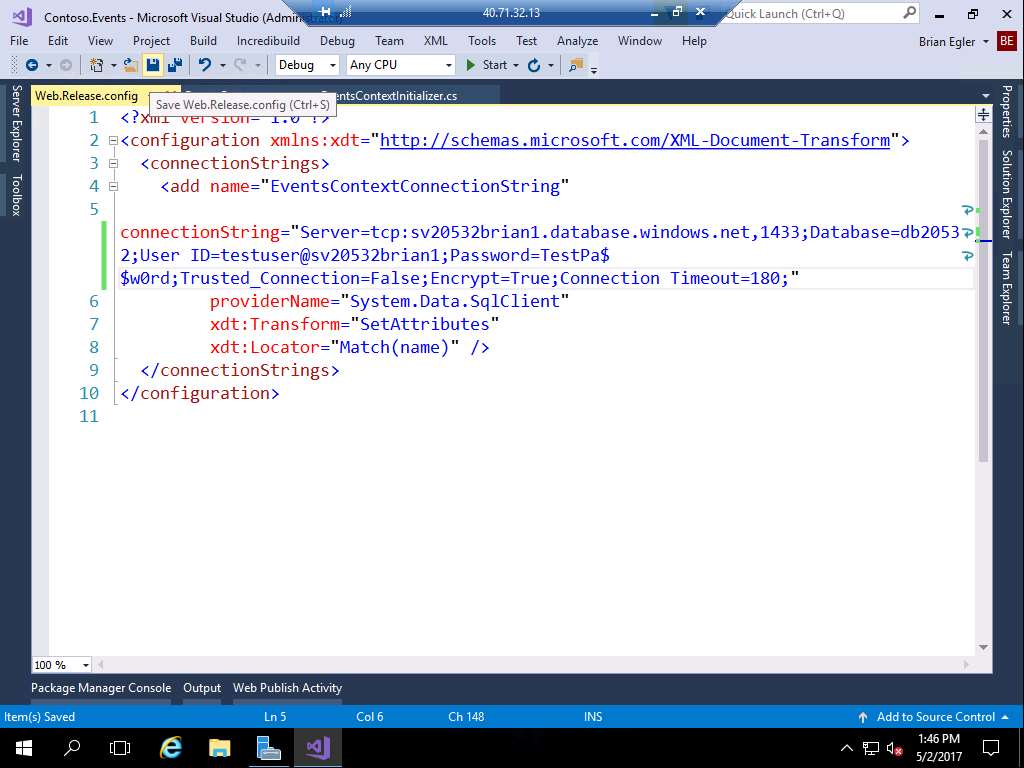 Contoso.Events - Microsoft Visual Studio (Admin
40.71.32.13
Quick Launch (Ctrl+Q)
File Edit View Project Build Incredibuild Debug Team XML Tools Test Analyze Window Help
Brian Egler BE
Debug Any CPU Start
Web.Release.config
EventsContextInitializer.cs
Save Web.Release.config (Ctrl+S)
Server Explorer
Toolbox
1 <?xml version="1.0"?>
2 <configuration xmlns:xdt="http://schemas.microsoft.com/XML-Document-Transform">
3 <connectionStrings>
4 <add name="EventsContextConnectionString"
5
connectionString="Server=tcp:sv20532brian1.database.windows.net,1433;Database=db2053
2;User ID=testuser@sv20532brian1;Password=TestPa$
$w0rd;Trusted_Connection=False;Encrypt=True;Connection Timeout=180;"
6 providerName="System.Data.SqlClient"
7 xdt:Transform="SetAttributes"
8 xdt:Locator="Match(name)" />
9 </connectionStrings>
10 </configuration>
11
Properties
Solution Explorer
Team Explorer
100 %
Package Manager Console Output Web Publish Activity
Item(s) Saved Ln 5 Col 6 Ch 148 INS Add to Source Control
1:46 PM
5/2/2017